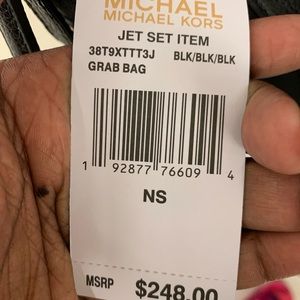 MICHAEL
MICHAEL KORS
JET SET ITEM
38T9XTTT3J BLK/BLK/BLK
GRAB BAG
1 92877 76609 4
NS
MSRP $248.00